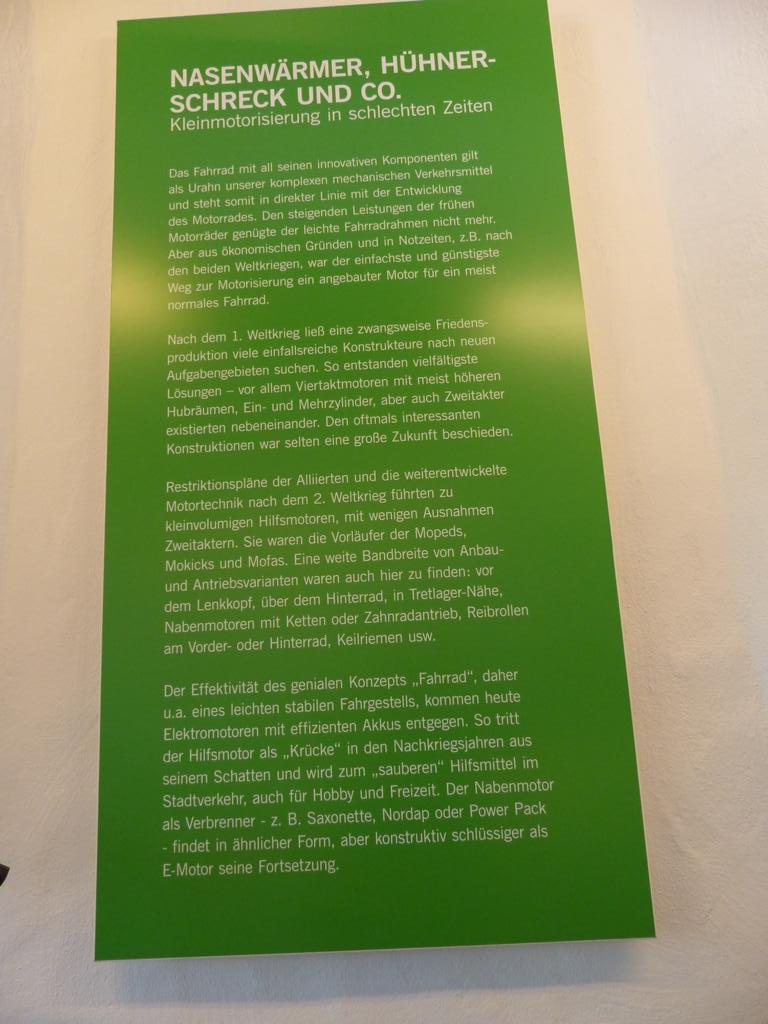 NASENWÄRMER, HÜHNER-
SCHRECK UND CO.
Kleinmotorisierung in schlechten Zeiten
Das Fahrrad mit all seinen innovativen Komponenten gilt
als Urahn unserer komplexen mechanischen Verkehrsmittel
und steht somit in direkter Linie mit der Entwicklung
des Motorrades. Den steigenden Leistungen der frühen
Motorräder genügte der leichte Fahrradrahmen nicht mehr.
Aber aus ökonomischen Gründen und in Notzeiten, z.B. nach
den beiden Weltkriegen, war der einfachste und günstigste
Weg zur Motorisierung ein angebauter Motor für ein meist
normales Fahrrad.
Nach dem 1. Weltkrieg ließ eine zwangsweise Friedens-
produktion viele einfallsreiche Konstrukteure nach neuen
Aufgabengebieten suchen. So entstanden vielfältigste
Lösungen – vor allem Viertaktmotoren mit meist höheren
Hubräumen, Ein- und Mehrzylinder, aber auch Zweitakter
existierten nebeneinander. Den oftmals interessanten
Konstruktionen war selten eine große Zukunft beschieden.
Restriktionspläne der Alliierten und die weiterentwickelte
Motortechnik nach dem 2. Weltkrieg führten zu
kleinvolumigen Hilfsmotoren, mit wenigen Ausnahmen
Zweitaktern. Sie waren die Vorläufer der Mopeds,
Mokicks und Mofas. Eine weite Bandbreite von Anbau-
und Antriebsvarianten waren auch hier zu finden: vor
dem Lenkkopf, über dem Hinterrad, in Tretlager-Nähe,
Nabenmotoren mit Ketten oder Zahnradantrieb, Reibrollen
am Vorder- oder Hinterrad, Keilriemen usw.
Der Effektivität des genialen Konzepts „Fahrrad“, daher
u.a. eines leichten stabilen Fahrgestells, kommen heute
Elektromotoren mit effizienten Akkus entgegen. So tritt
der Hilfsmotor als „Krücke“ in den Nachkriegsjahren aus
seinem Schatten und wird zum „sauberen“ Hilfsmittel im
Stadtverkehr, auch für Hobby und Freizeit. Der Nabenmotor
als Verbrenner - z. B. Saxonette, Nordap oder Power Pack
- findet in ähnlicher Form, aber konstruktiv schlüssiger als
E-Motor seine Fortsetzung.